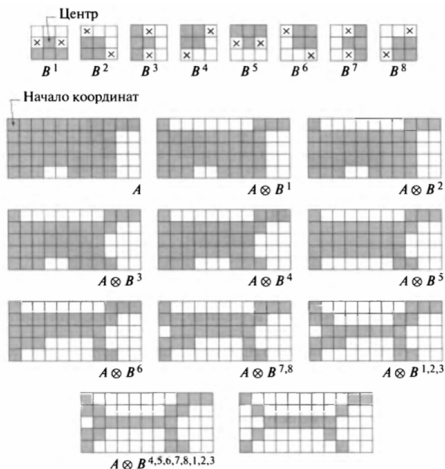 Центр
B¹ B² B³ B⁴ B⁵ B⁶ B⁷ B⁸
Начало координат
A A ⊗ B¹ A ⊗ B²
A ⊗ B³ A ⊗ B⁴ A ⊗ B⁵
A ⊗ B⁶ A ⊗ B⁷,⁸ A ⊗ B¹,²,³
A ⊗ B⁴,⁵,⁶,⁷,⁸,¹,²,³